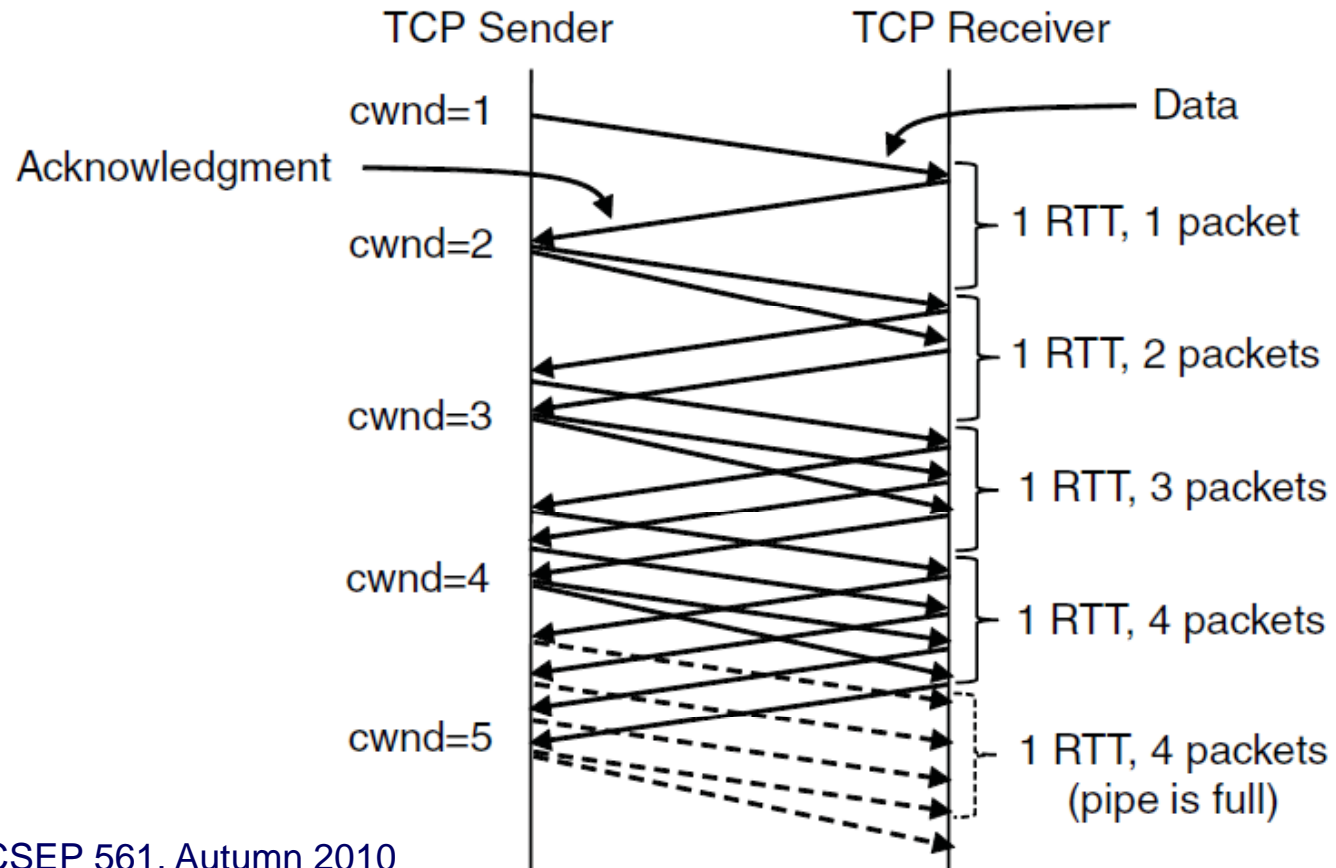 TCP Sender
TCP Receiver
cwnd=1
Data
Acknowledgment
1 RTT, 1 packet
cwnd=2
1 RTT, 2 packets
cwnd=3
1 RTT, 3 packets
cwnd=4
1 RTT, 4 packets
cwnd=5
1 RTT, 4 packets
(pipe is full)
CSEP 561, Autumn 2010